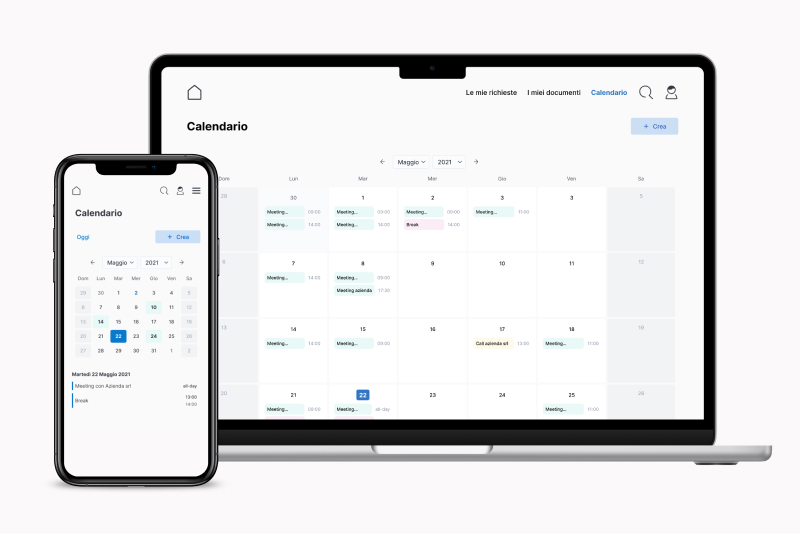 Le mie richieste I miei documenti Calendario
Calendario
+ Crea
Maggio 2021
Dom Lun Mar Mer Gio Ven Sa
29 30 1 2 3 3 5
Meeting... 09:00 Meeting... 09:00 Meeting... 09:00 Meeting... 11:00
Meeting... 14:00 Meeting... 14:00 Break 14:00
6 7 8 9 10 11 12
Meeting... 14:00 Meeting... 09:00
Meeting azienda 17:30
13 14 15 16 17 18 19
Meeting... 14:00 Meeting... 09:00 Call azienda srl 13:00 Meeting... 11:00
20 21 22 23 24 25 26
Meeting... 09:00 Meeting... all-day Meeting... 11:00
Calendario
Oggi
+ Crea
Maggio 2021
Dom Lun Mar Mer Gio Ven Sa
29 30 1 2 3 4 5
6 7 8 9 10 11 12
13 14 15 16 17 18 19
20 21 22 23 24 25 26
27 28 29 30 31 1 2
Martedì 22 Maggio 2021
Meeting con Azienda srl all-day
Break 13:00
14:00